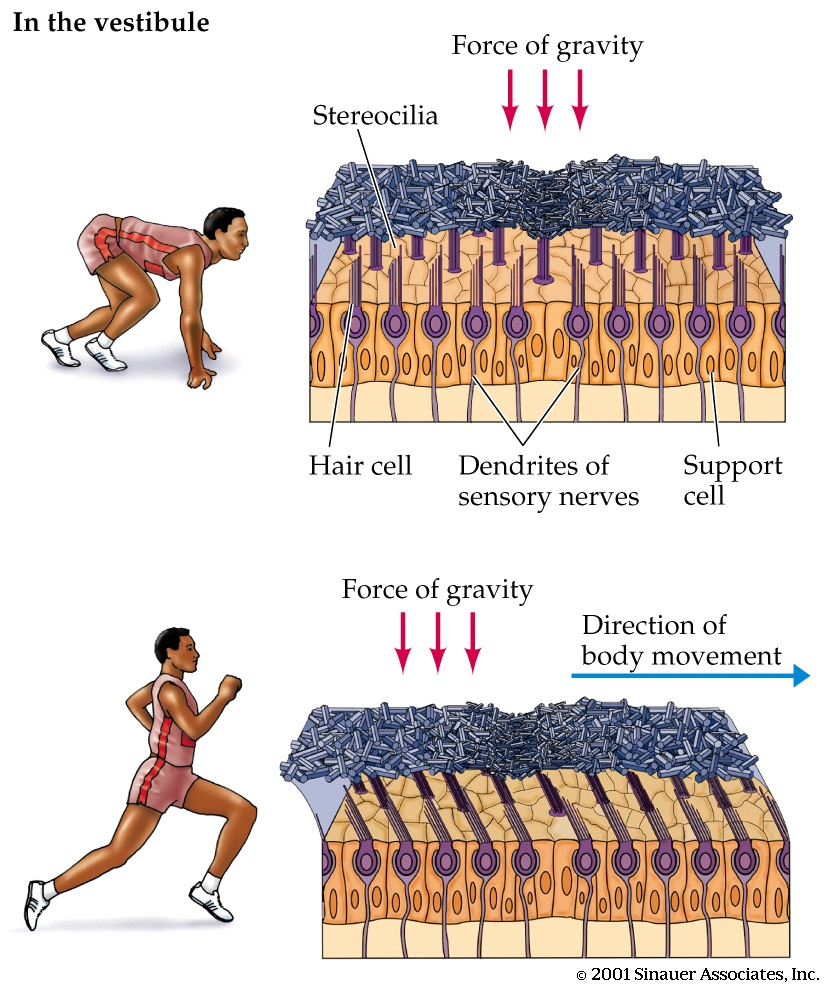 In the vestibule
Force of gravity
Stereocilia
Hair cell
Dendrites of
sensory nerves
Support
cell
Force of gravity
Direction of
body movement
© 2001 Sinauer Associates, Inc.